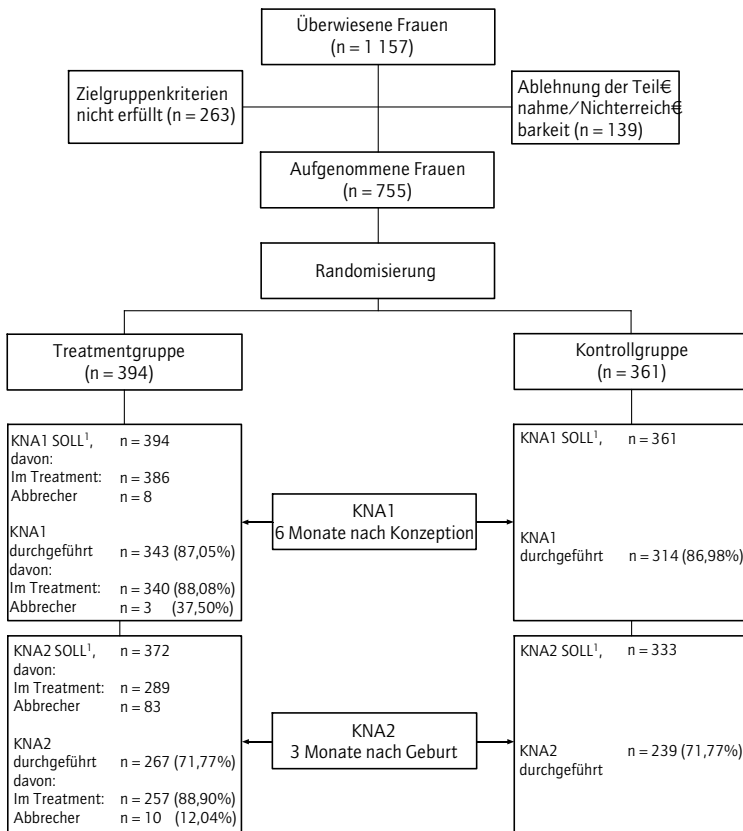 Überwiesene Frauen
(n = 1 157)
Zielgruppenkriterien
nicht erfüllt (n = 263)
Ablehnung der Teil€
nahme/Nichterreich€
barkeit (n = 139)
Aufgenommene Frauen
(n = 755)
Randomisierung
Treatmentgruppe
(n = 394)
Kontrollgruppe
(n = 361)
KNA1 SOLL¹, n = 394
davon:
Im Treatment: n = 386
Abbrecher n = 8
KNA1
durchgeführt n = 343 (87,05%)
davon:
Im Treatment: n = 340 (88,08%)
Abbrecher n = 3 (37,50%)
KNA1
6 Monate nach Konzeption
KNA1 SOLL¹, n = 361
KNA1
durchgeführt n = 314 (86,98%)
KNA2 SOLL¹, n = 372
davon:
Im Treatment: n = 289
Abbrecher n = 83
KNA2
durchgeführt n = 267 (71,77%)
davon:
Im Treatment: n = 257 (88,90%)
Abbrecher n = 10 (12,04%)
KNA2
3 Monate nach Geburt
KNA2 SOLL¹, n = 333
KNA2 n = 239 (71,77%)
durchgeführt